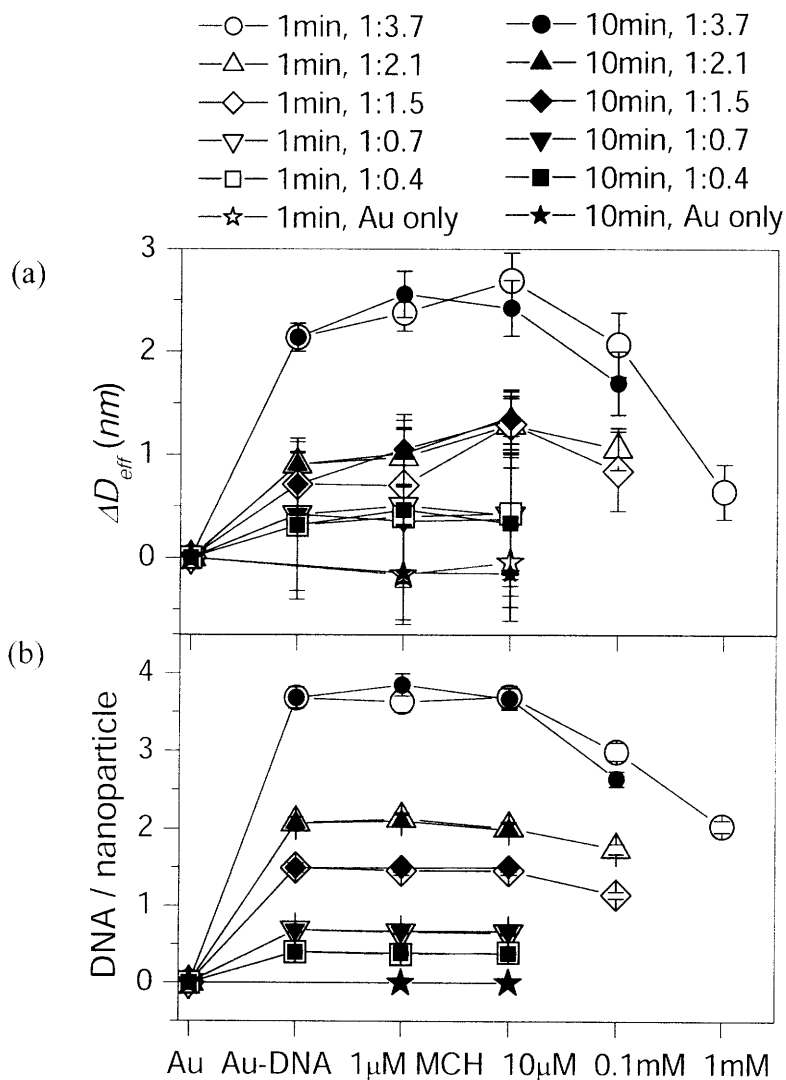 1min, 1:3.7 10min, 1:3.7
1min, 1:2.1 10min, 1:2.1
1min, 1:1.5 10min, 1:1.5
1min, 1:0.7 10min, 1:0.7
1min, 1:0.4 10min, 1:0.4
1min, Au only 10min, Au only
(a)
ΔD_eff (nm)
3
2
1
0
(b)
DNA / nanoparticle
4
3
2
1
0
Au Au-DNA 1μM MCH 10μM 0.1mM 1mM